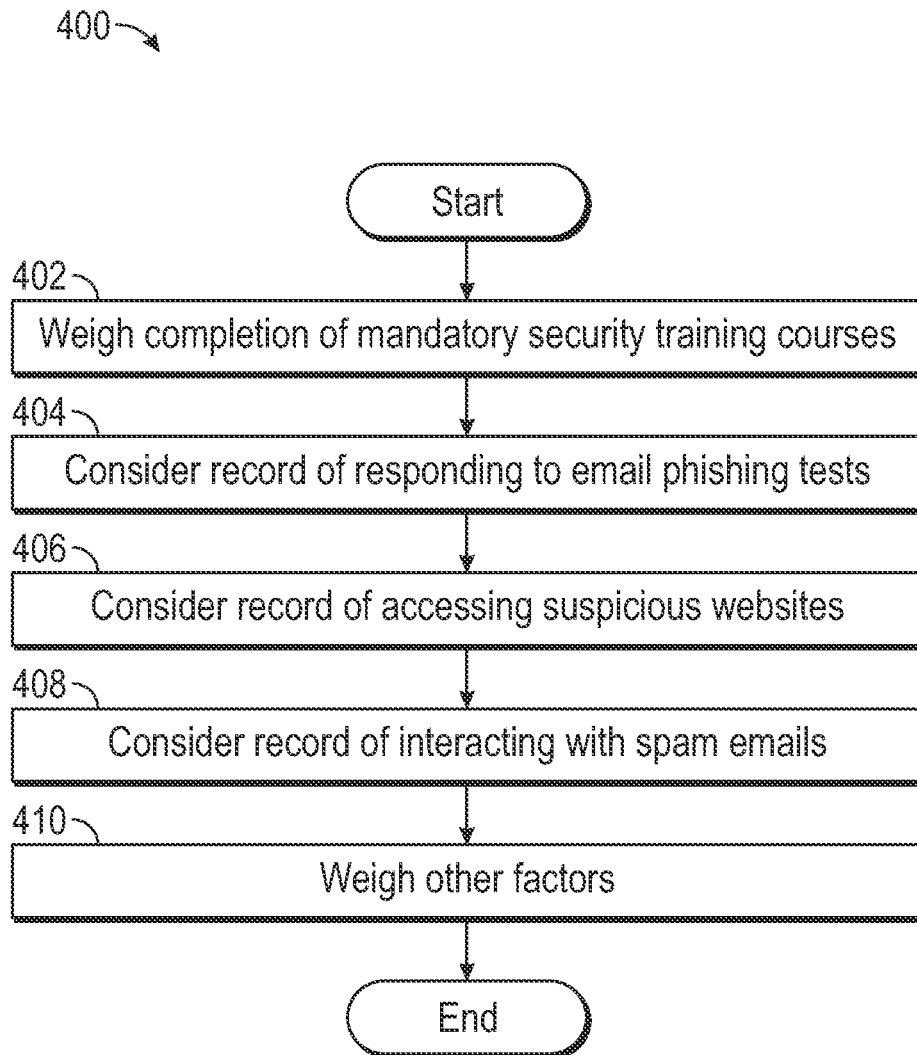 400
Start
402
Weigh completion of mandatory security training courses
404
Consider record of responding to email phishing tests
406
Consider record of accessing suspicious websites
408
Consider record of interacting with spam emails
410
Weigh other factors
End